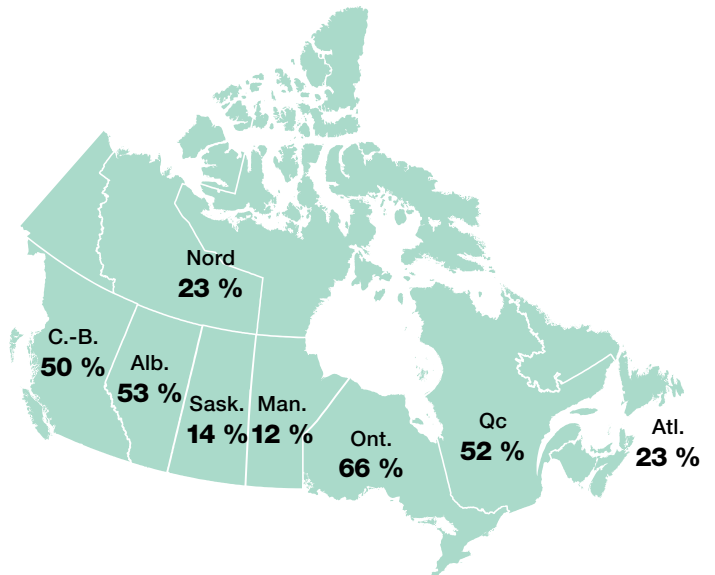 Nord
23 %
C.-B.
50 %
Alb.
53 %
Sask.
14 %
Man.
12 %
Ont.
66 %
Qc
52 %
Atl.
23 %